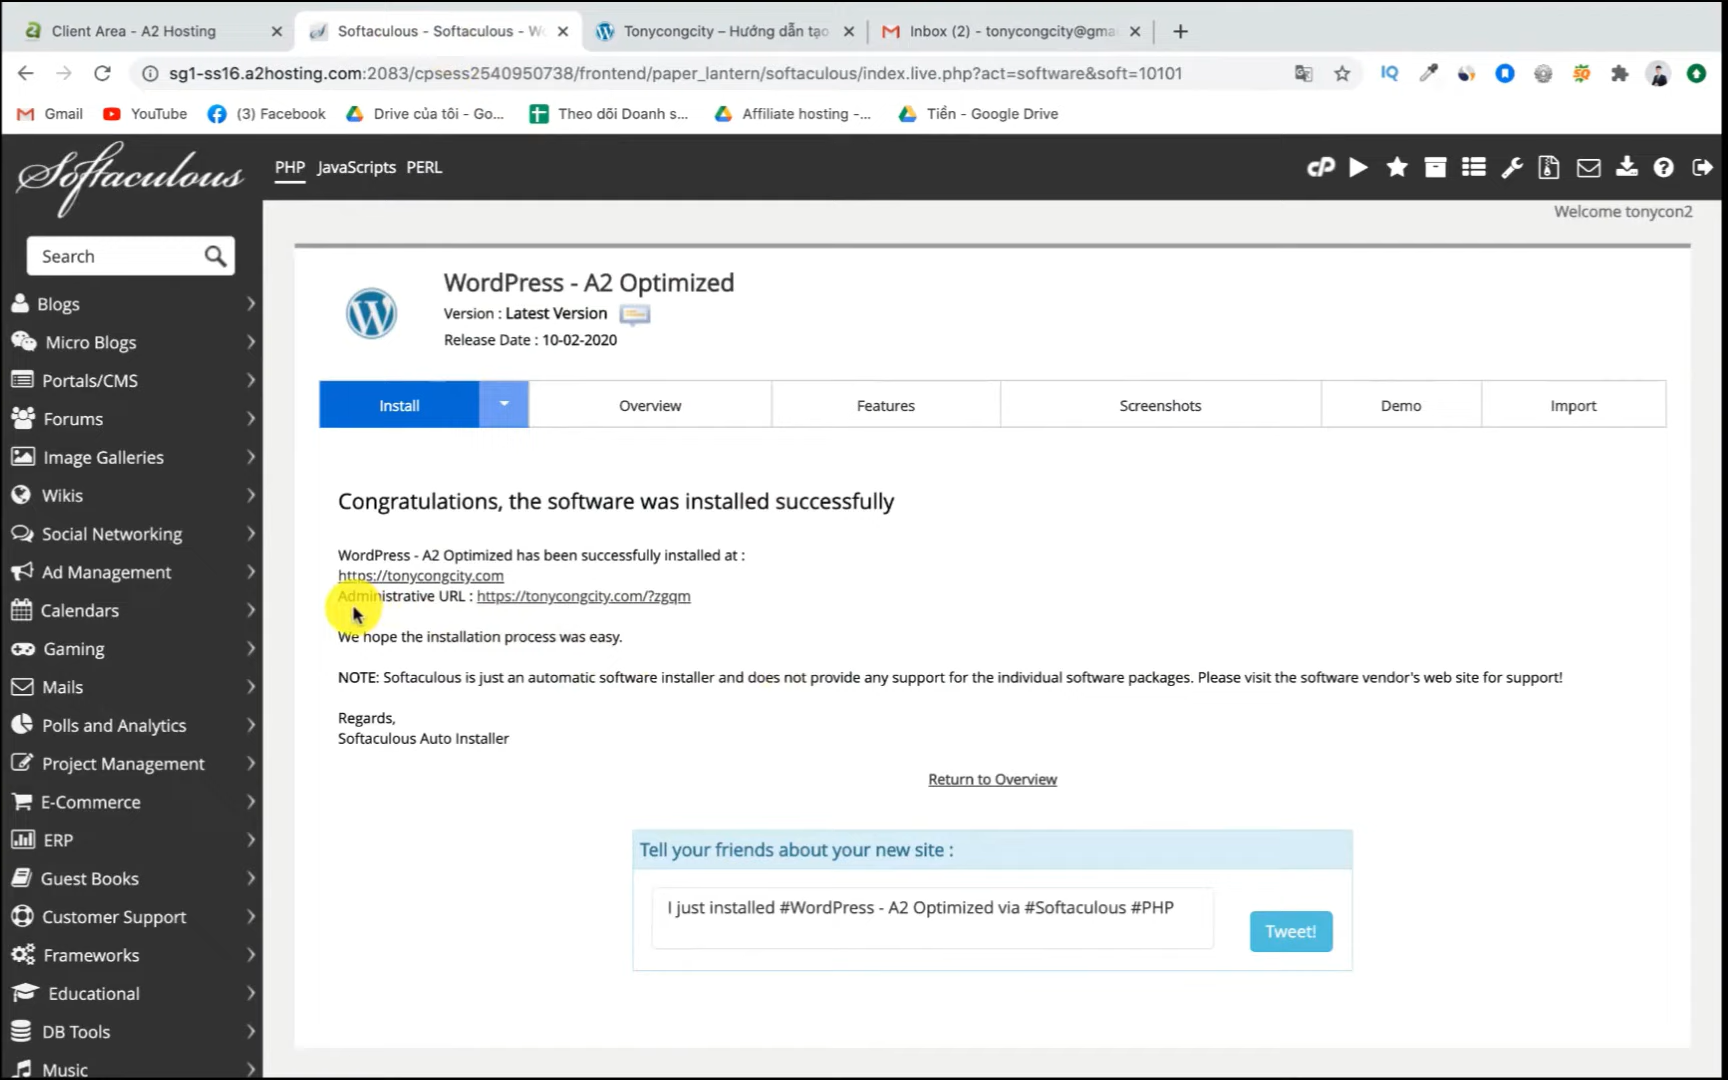 Client Area - A2 Hosting
Softaculous - Softaculous - Wo
Tonycongcity – Hướng dẫn tạo
Inbox (2) - tonycongcity@gma
sg1-ss16.a2hosting.com:2083/cpsess2540950738/frontend/paper_lantern/softaculous/index.live.php?act=software&soft=10101
IQ
Gmail
YouTube
(3) Facebook
Drive của tôi - Go...
Theo dõi Doanh s...
Affiliate hosting -...
Tiền - Google Drive
Softaculous
PHP JavaScripts PERL
Welcome tonycon2
Search
Blogs
Micro Blogs
Portals/CMS
Forums
Image Galleries
Wikis
Social Networking
Ad Management
Calendars
Gaming
Mails
Polls and Analytics
Project Management
E-Commerce
ERP
Guest Books
Customer Support
Frameworks
Educational
DB Tools
Music
WordPress - A2 Optimized
Version : Latest Version
Release Date : 10-02-2020
Install
Overview
Features
Screenshots
Demo
Import
Congratulations, the software was installed successfully
WordPress - A2 Optimized has been successfully installed at :
https://tonycongcity.com
Administrative URL : https://tonycongcity.com/?zgqm
We hope the installation process was easy.
NOTE: Softaculous is just an automatic software installer and does not provide any support for the individual software packages. Please visit the software vendor's web site for support!
Regards,
Softaculous Auto Installer
Return to Overview
Tell your friends about your new site :
I just installed #WordPress - A2 Optimized via #Softaculous #PHP
Tweet!